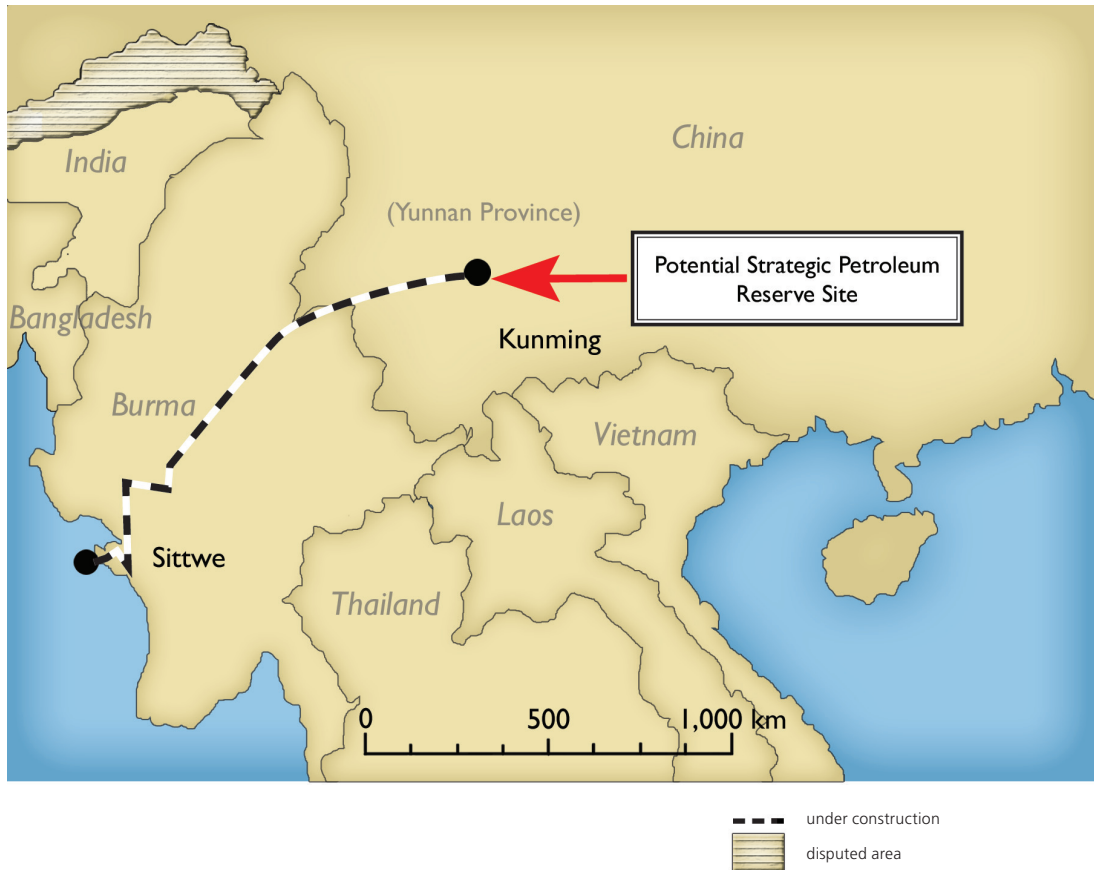 China
India
(Yunnan Province)
Potential Strategic Petroleum
Reserve Site
Bangladesh
Kunming
Burma
Vietnam
Laos
Sittwe
Thailand
0 500 1,000 km
under construction
disputed area